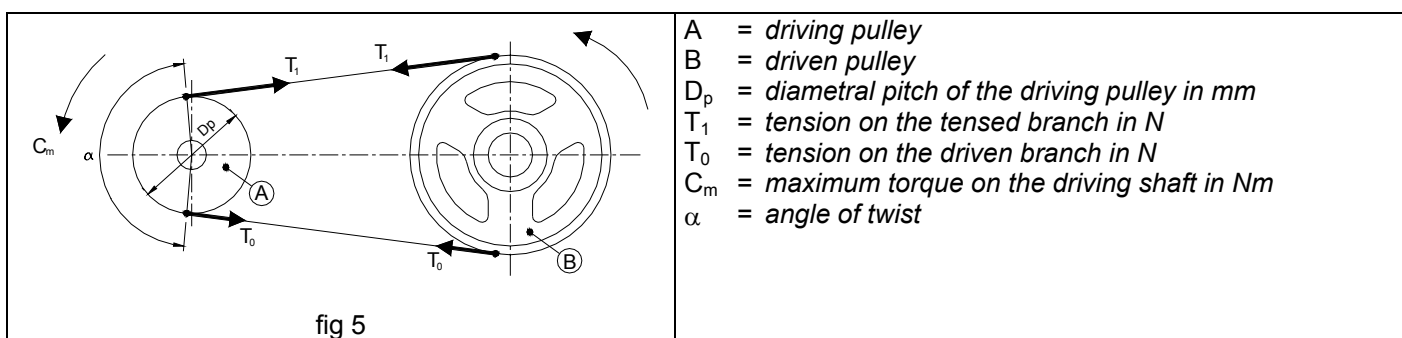 T₁
T₁
Dp
Cₘ
α
A
T₀
T₀
B
fig 5
A = driving pulley
B = driven pulley
Dₚ = diametral pitch of the driving pulley in mm
T₁ = tension on the tensed branch in N
T₀ = tension on the driven branch in N
Cₘ = maximum torque on the driving shaft in Nm
α = angle of twist